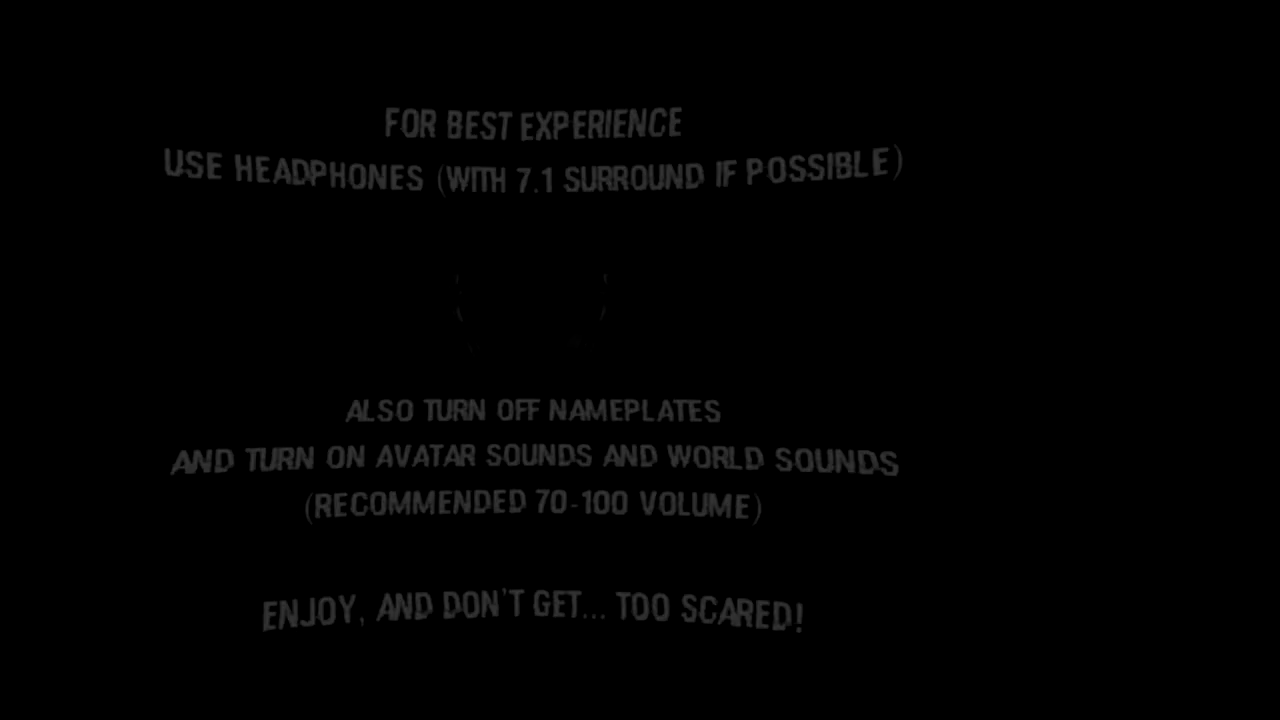 FOR BEST EXPERIENCE
USE HEADPHONES (WITH 7.1 SURROUND IF POSSIBLE)
ALSO TURN OFF NAMEPLATES
AND TURN ON AVATAR SOUNDS AND WORLD SOUNDS
(RECOMMENDED 70-100 VOLUME)
ENJOY, AND DON'T GET... TOO SCARED!